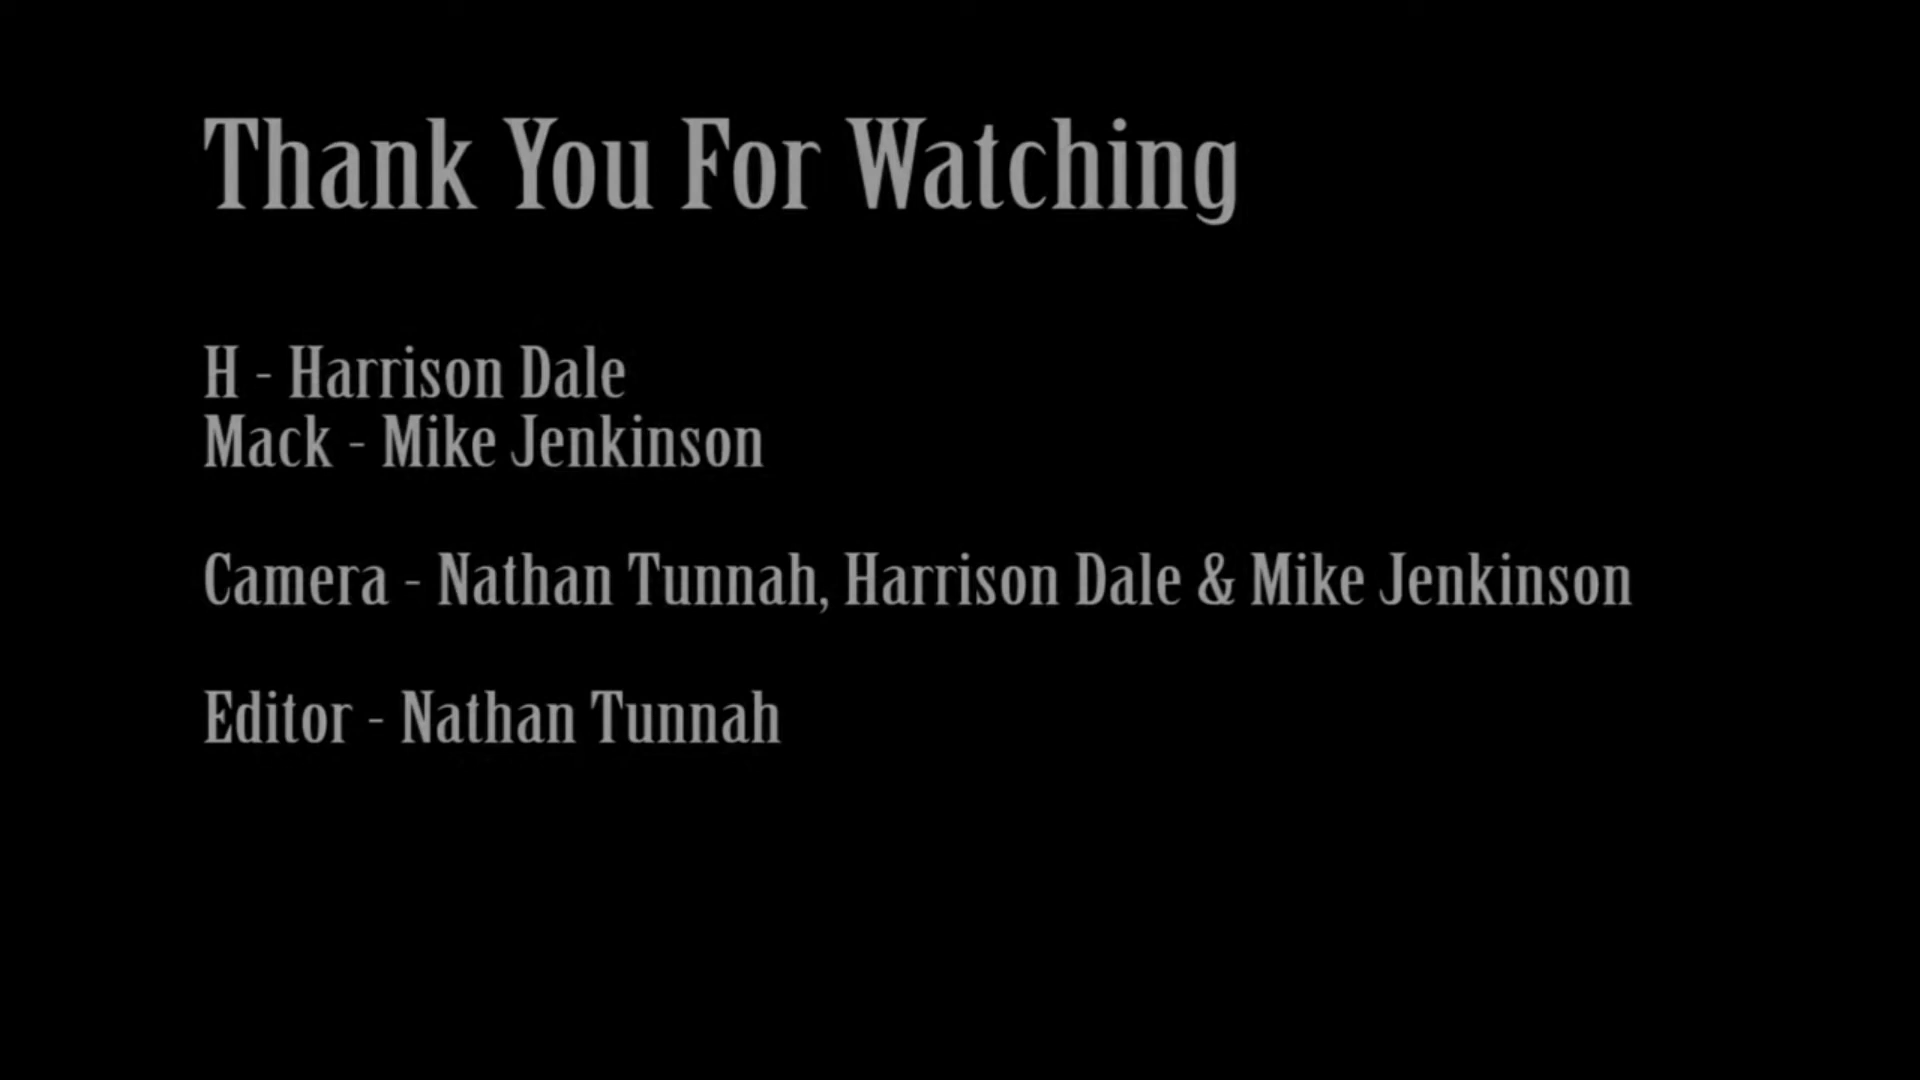 Thank You For Watching
H - Harrison Dale
Mack - Mike Jenkinson
Camera - Nathan Tunnah, Harrison Dale & Mike Jenkinson
Editor - Nathan Tunnah